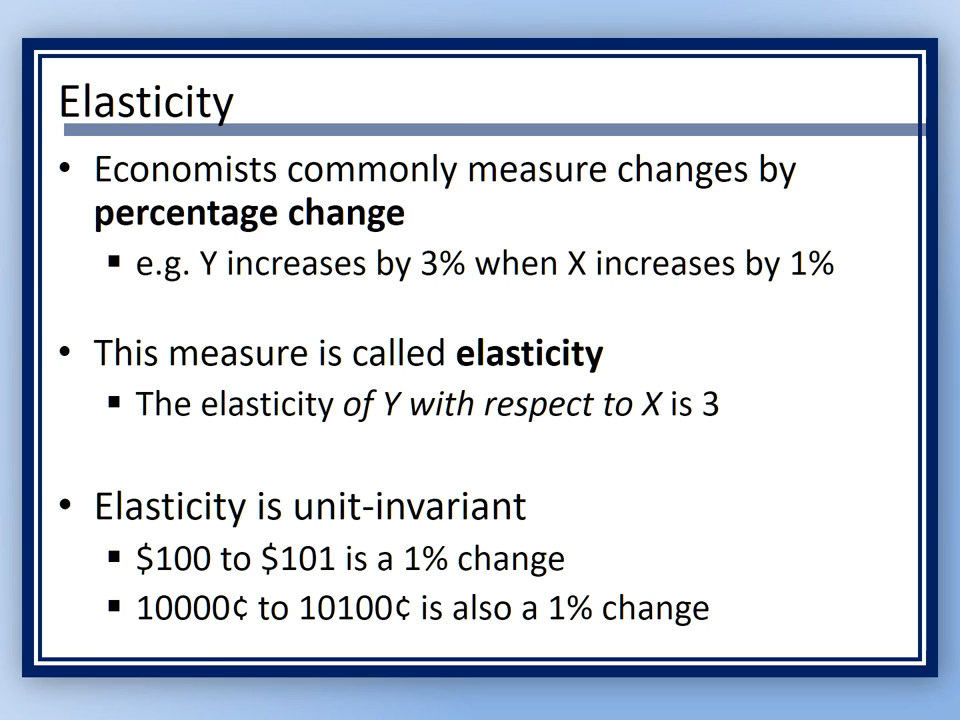 Elasticity
• Economists commonly measure changes by
percentage change
▪ e.g. Y increases by 3% when X increases by 1%
• This measure is called elasticity
▪ The elasticity of Y with respect to X is 3
• Elasticity is unit-invariant
▪ $100 to $101 is a 1% change
▪ 10000¢ to 10100¢ is also a 1% change